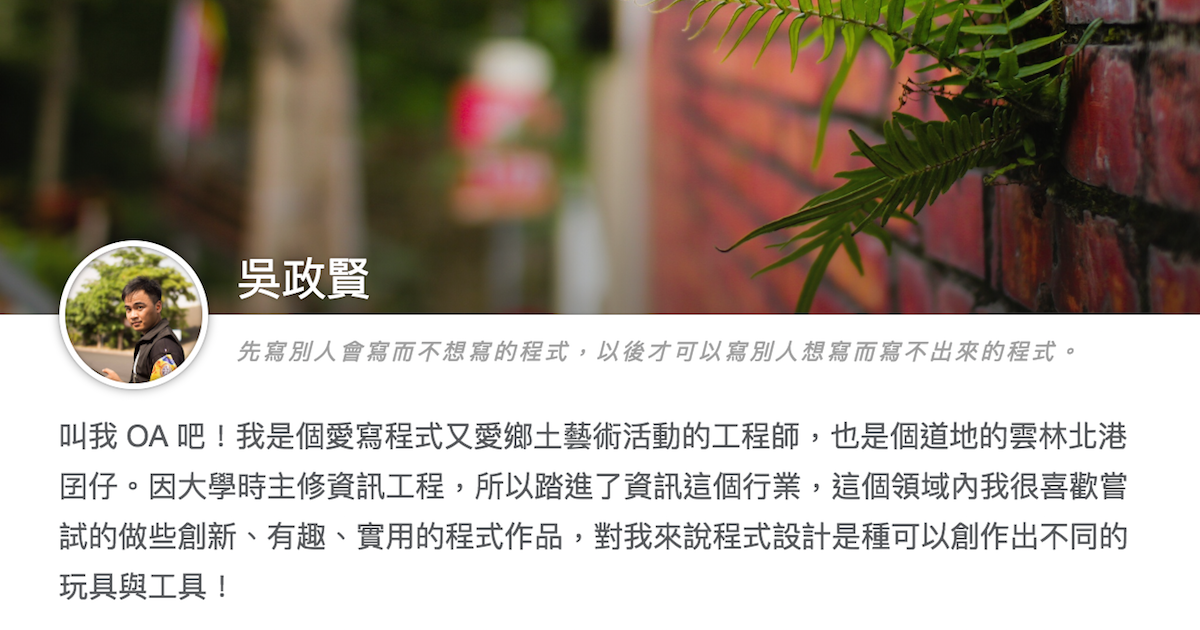 吳政賢
先寫別人會寫而不想寫的程式，以後才可以寫別人想寫而寫不出來的程式。
叫我 OA 吧！我是個愛寫程式又愛鄉土藝術活動的工程師，也是個道地的雲林北港
囝仔。因大學時主修資訊工程，所以踏進了資訊這個行業，這個領域內我很喜歡嘗
試的做些創新、有趣、實用的程式作品，對我來說程式設計是種可以創作出不同的
玩具與工具！